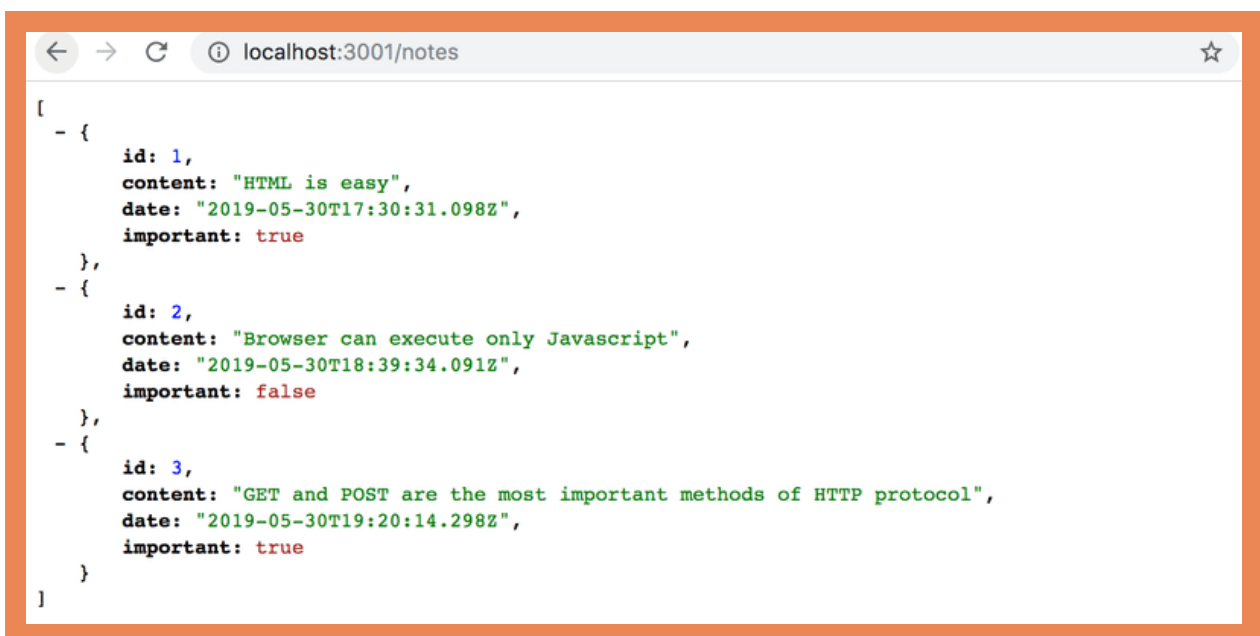 localhost:3001/notes
[
- {
id: 1,
content: "HTML is easy",
date: "2019-05-30T17:30:31.098Z",
important: true
},
- {
id: 2,
content: "Browser can execute only Javascript",
date: "2019-05-30T18:39:34.091Z",
important: false
},
- {
id: 3,
content: "GET and POST are the most important methods of HTTP protocol",
date: "2019-05-30T19:20:14.298Z",
important: true
}
]